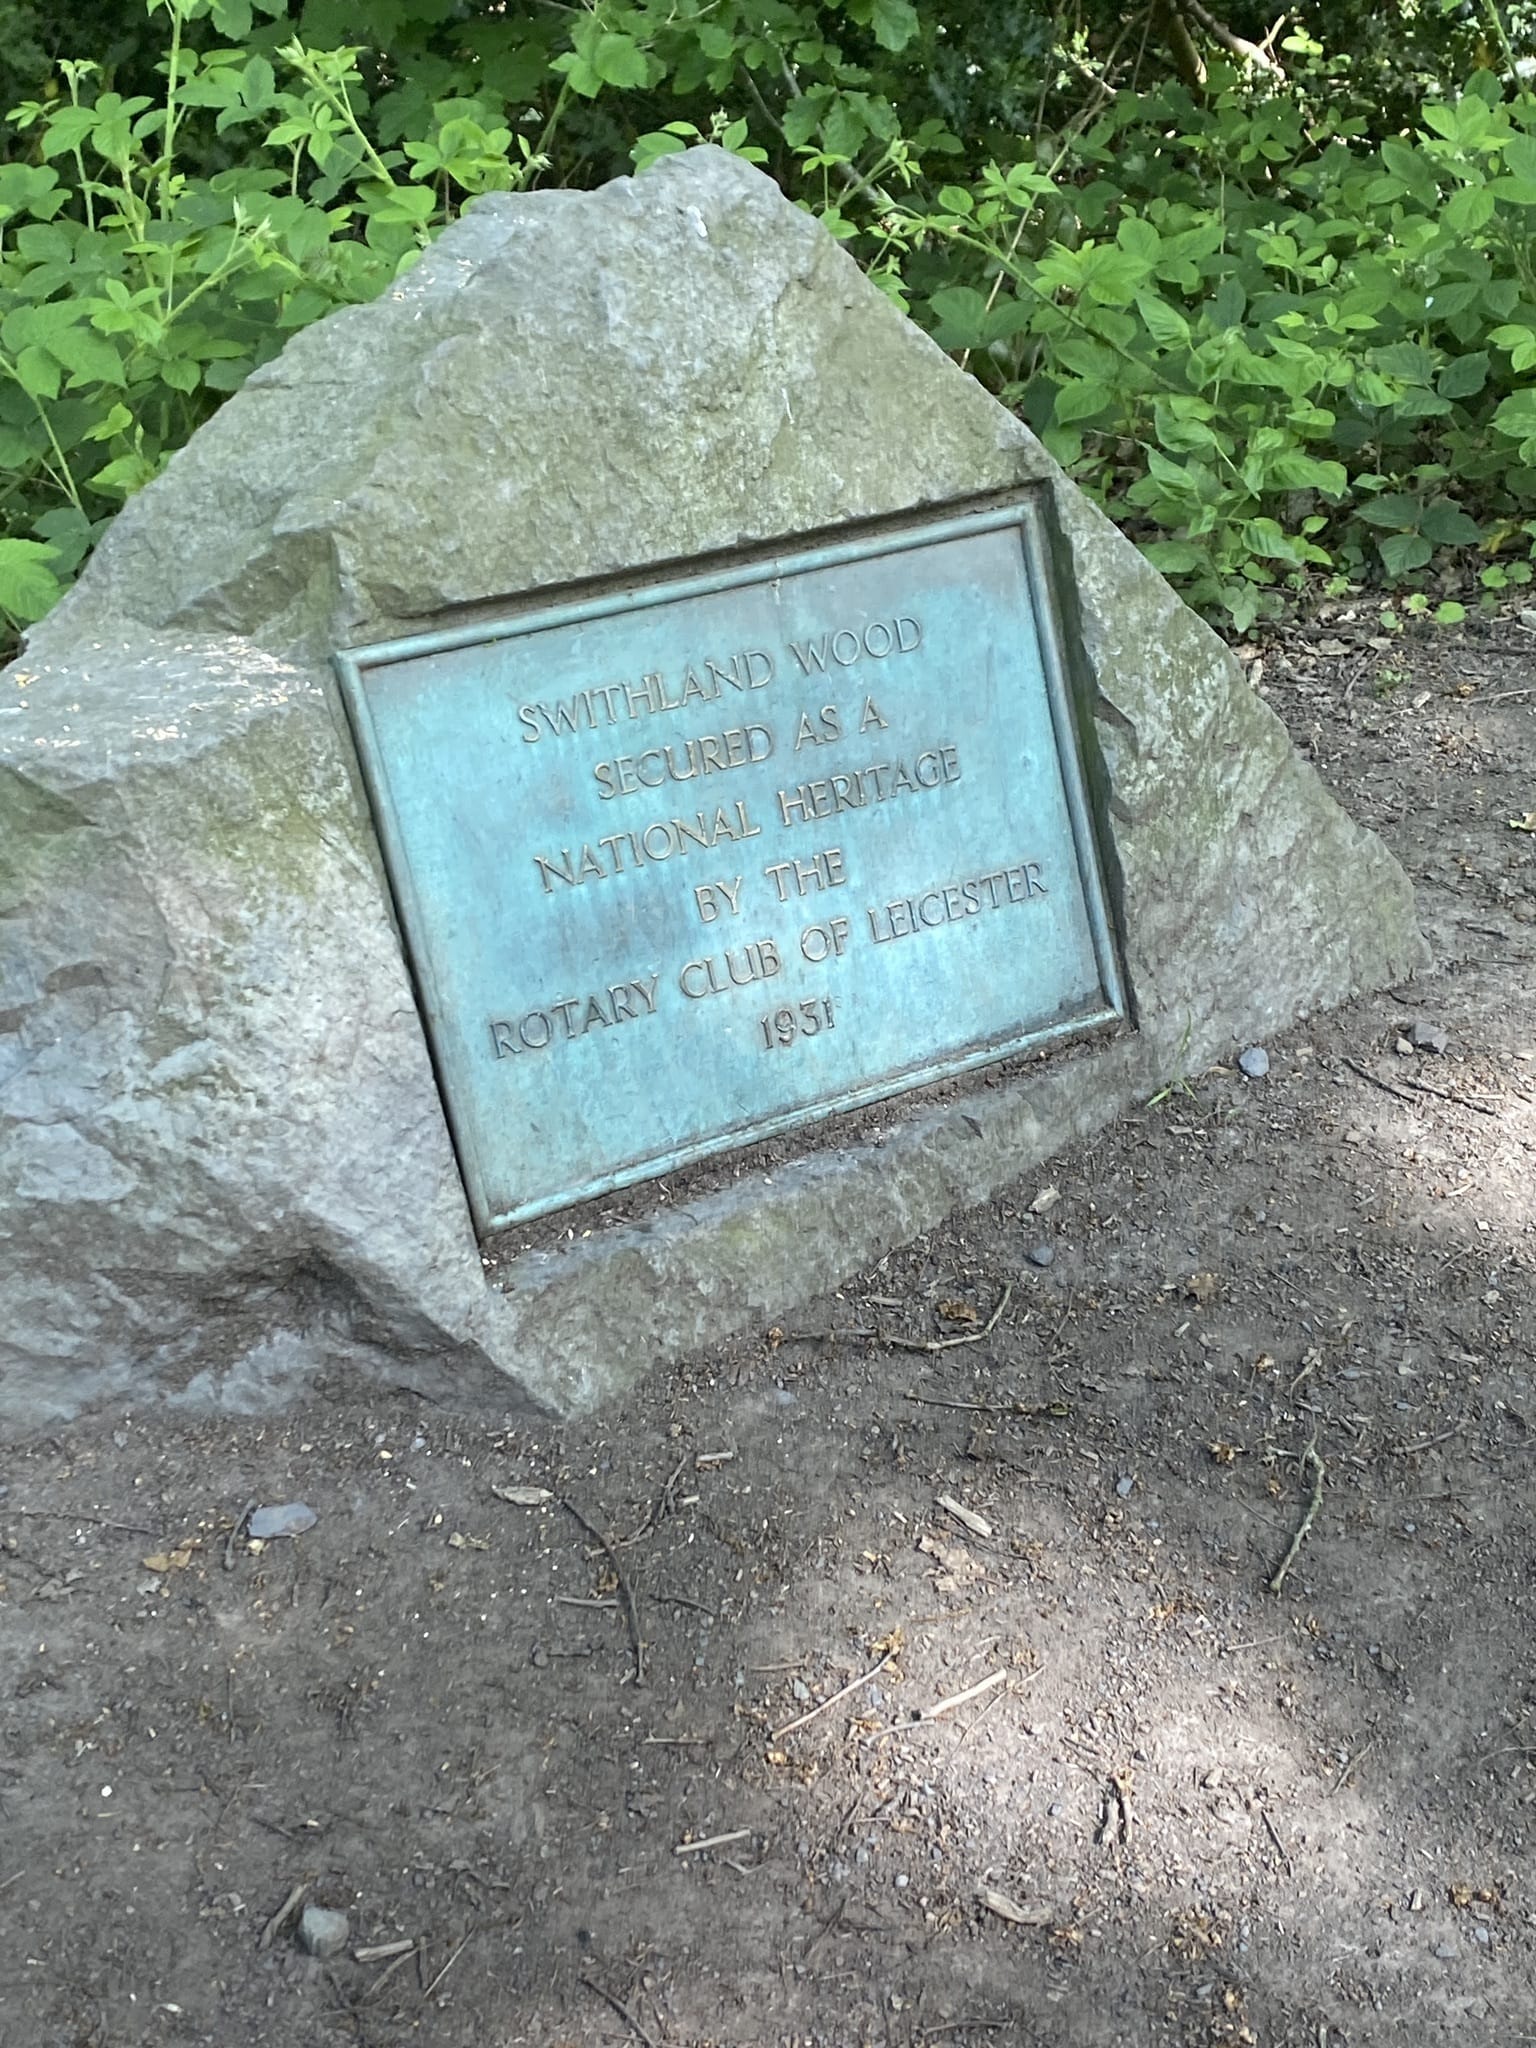 SWITHLAND WOOD
SECURED AS A
NATIONAL HERITAGE
BY THE
ROTARY CLUB OF LEICESTER
1931